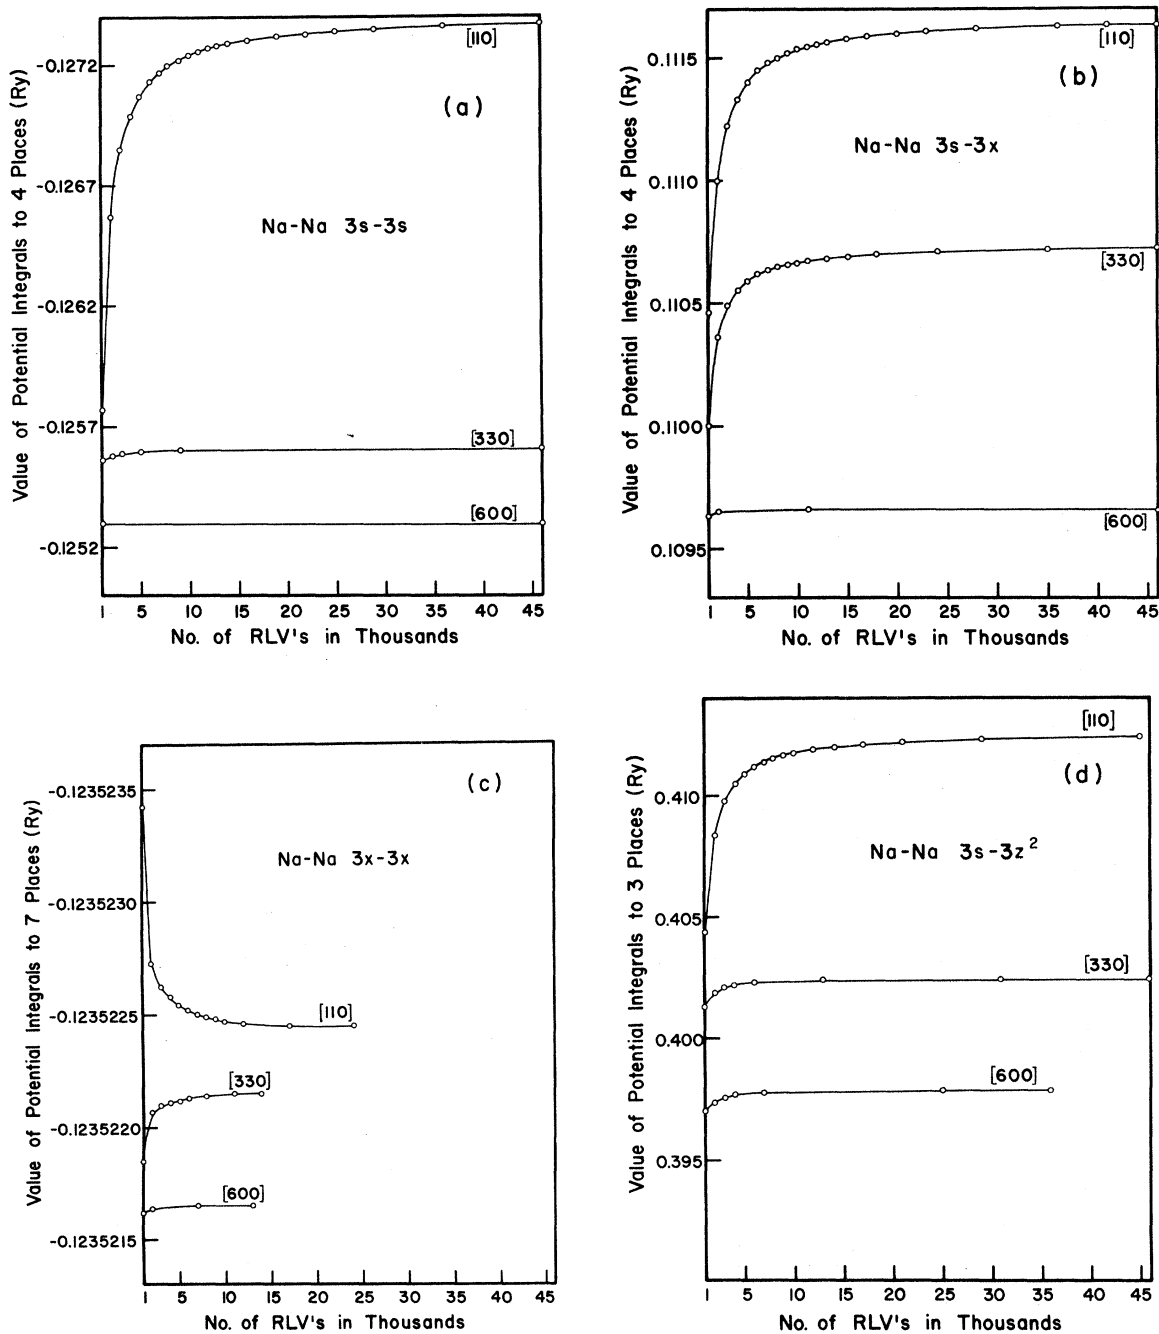 Value of Potential Integrals to 4 Places (Ry)
-0.1272
-0.1267
-0.1262
-0.1257
-0.1252
[110]
(a)
Na-Na 3s-3s
[330]
[600]
1 5 10 15 20 25 30 35 40 45
No. of RLV's in Thousands
Value of Potential Integrals to 4 Places (Ry)
0.1115
0.1110
0.1105
0.1100
0.1095
[110]
(b)
Na-Na 3s-3x
[330]
[600]
1 5 10 15 20 25 30 35 40 45
No. of RLV's in Thousands
Value of Potential Integrals to 7 Places (Ry)
-0.1235235
-0.1235230
-0.1235225
-0.1235220
-0.1235215
(c)
Na-Na 3x-3x
[110]
[330]
[600]
1 5 10 15 20 25 30 35 40 45
No. of RLV's in Thousands
Value of Potential Integrals to 3 Places (Ry)
0.410
0.405
0.400
0.395
[110]
(d)
Na-Na 3s-3z²
[330]
[600]
1 5 10 15 20 25 30 35 40 45
No. of RLV's in Thousands